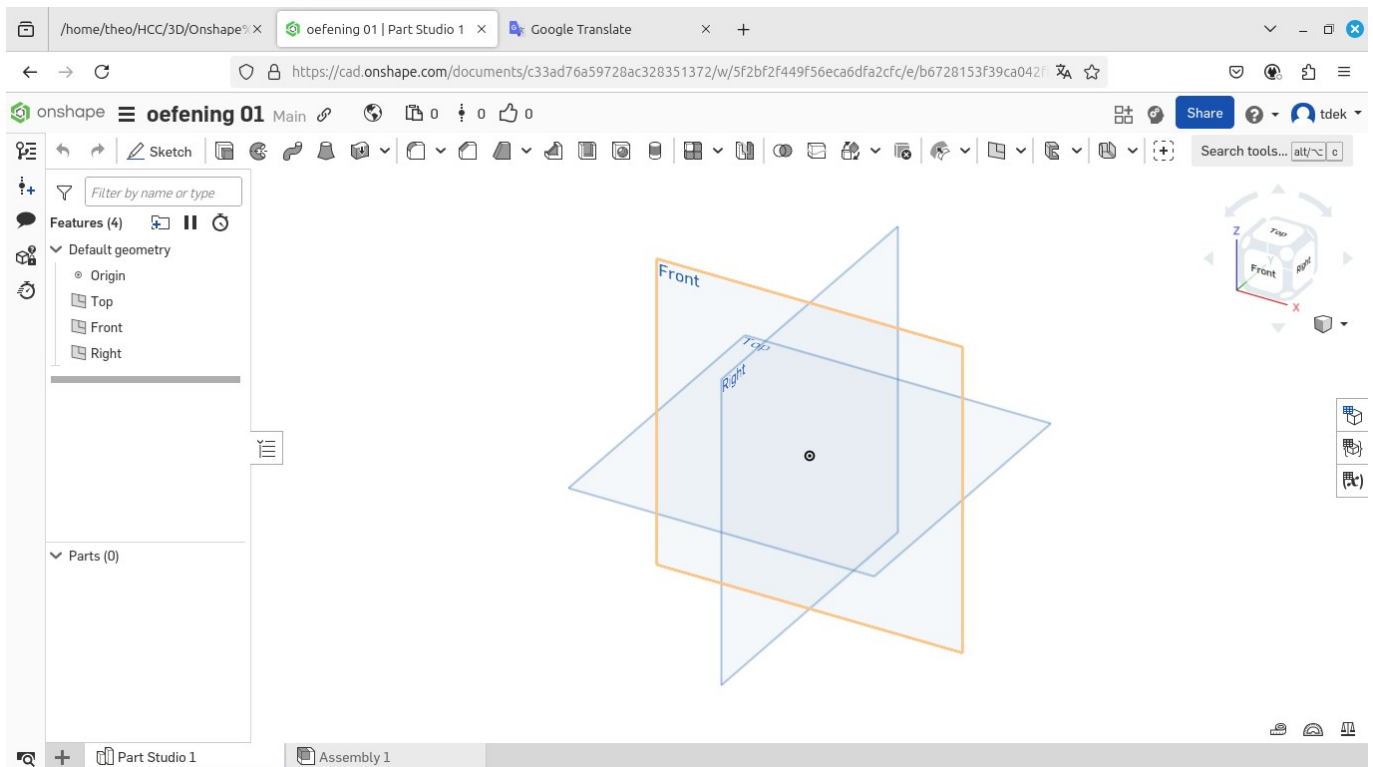 /home/theo/HCC/3D/Onshape%
oefening 01 | Part Studio 1
Google Translate
https://cad.onshape.com/documents/c33ad76a59728ac328351372/w/5f2bf2f449f56eca6dfa2cfc/e/b6728153f39ca042f
onshape
oefening 01 Main
0
0
0
Share
tdek
Sketch
Search tools... alt/⌥ c
Filter by name or type
Features (4)
Default geometry
Origin
Top
Front
Right
Parts (0)
Front
Top
Right
Z
Top
Y
Front
Right
X
(x)
Part Studio 1
Assembly 1